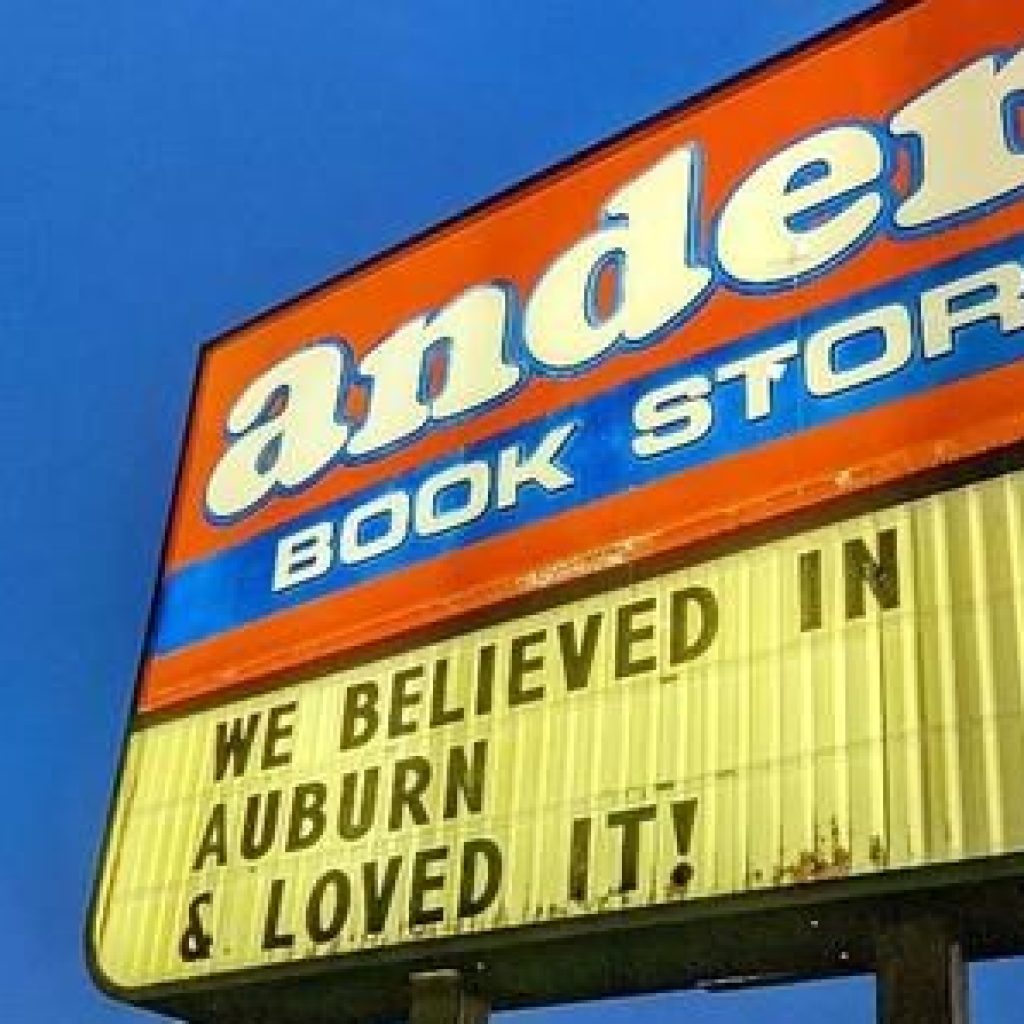 ander
BOOK STOR
WE BELIEVED IN
AUBURN
& LOVED IT!